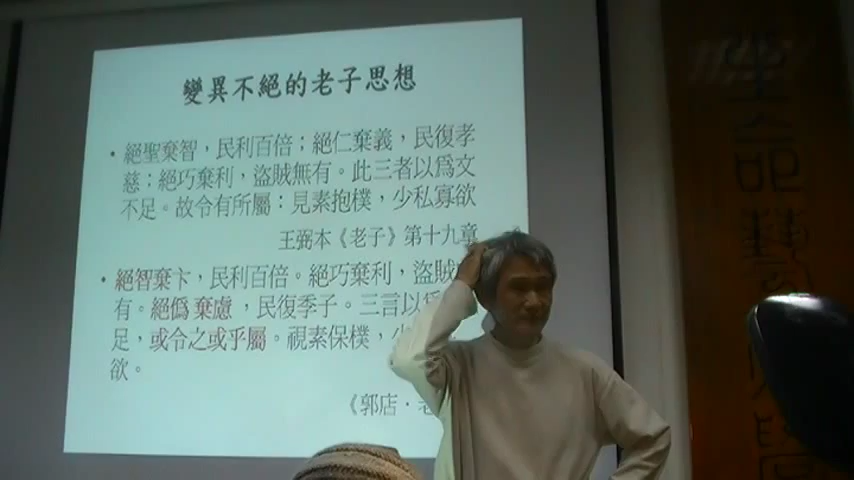 變異不絕的老子思想
• 絕聖棄智，民利百倍；絕仁棄義，民復孝
慈；絕巧棄利，盜賊無有。此三者以為文
不足。故令有所屬：見素抱樸，少私寡欲
王弼本《老子》第十九章
• 絕智棄卞，民利百倍。絕巧棄利，盜賊
有。絕僞棄慮，民復季子。三言以
足，或令之或乎屬。視素保樸，少
欲。
《郭店．老
生命藝